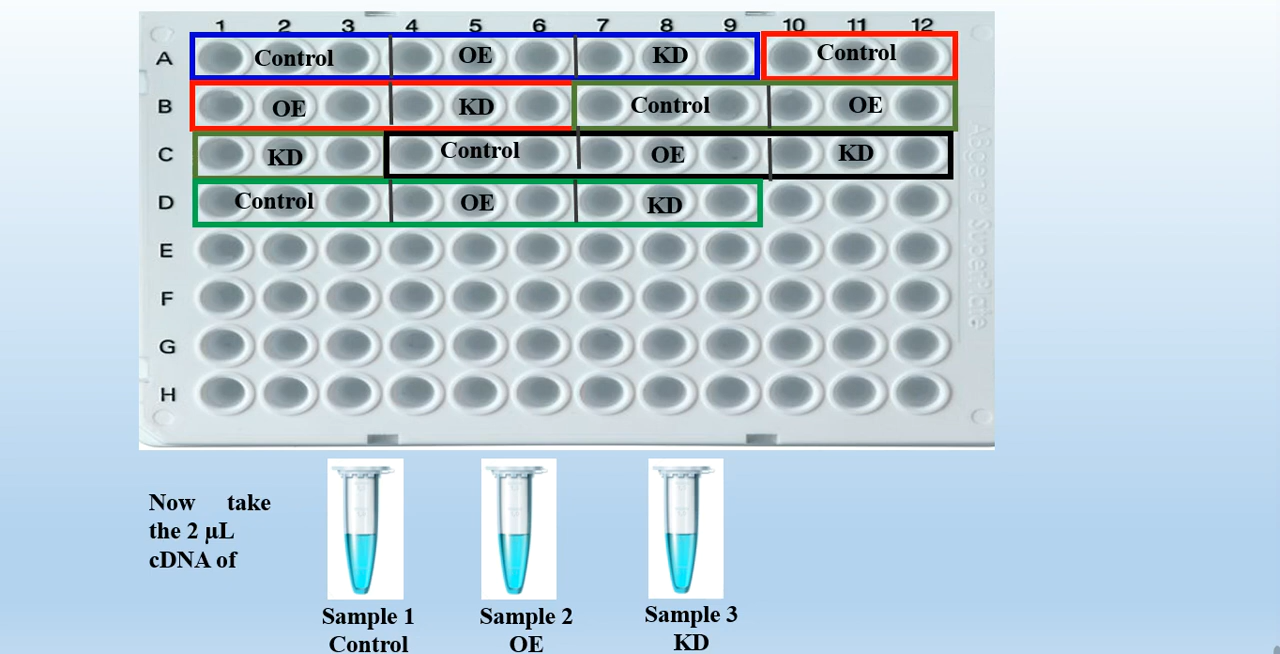 1 2 3 4 5 6 7 8 9 10 11 12
A Control OE KD Control
B OE KD Control OE
C KD Control OE KD
D Control OE KD
E
F
G
H
ABgene SuperPlate
Now take
the 2 µL
cDNA of
Sample 1 Sample 2 Sample 3
Control OE KD